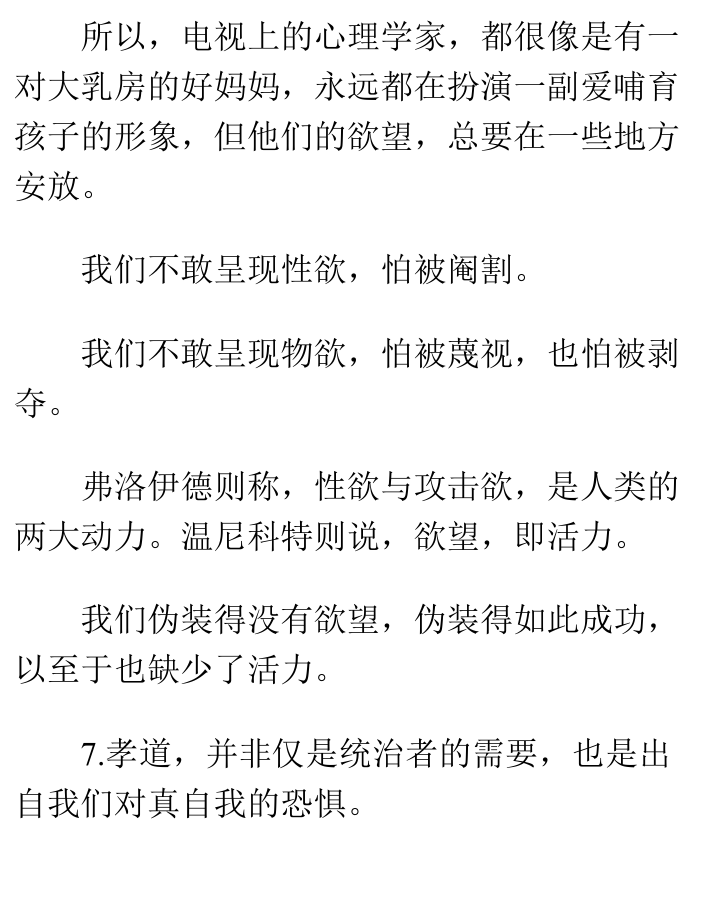 所以，电视上的心理学家，都很像是有一
对大乳房的好妈妈，永远都在扮演一副爱哺育
孩子的形象，但他们的欲望，总要在一些地方
安放。
我们不敢呈现性欲，怕被阉割。
我们不敢呈现物欲，怕被蔑视，也怕被剥
夺。
弗洛伊德则称，性欲与攻击欲，是人类的
两大动力。温尼科特则说，欲望，即活力。
我们伪装得没有欲望，伪装得如此成功，
以至于也缺少了活力。
7.孝道，并非仅是统治者的需要，也是出
自我们对真自我的恐惧。